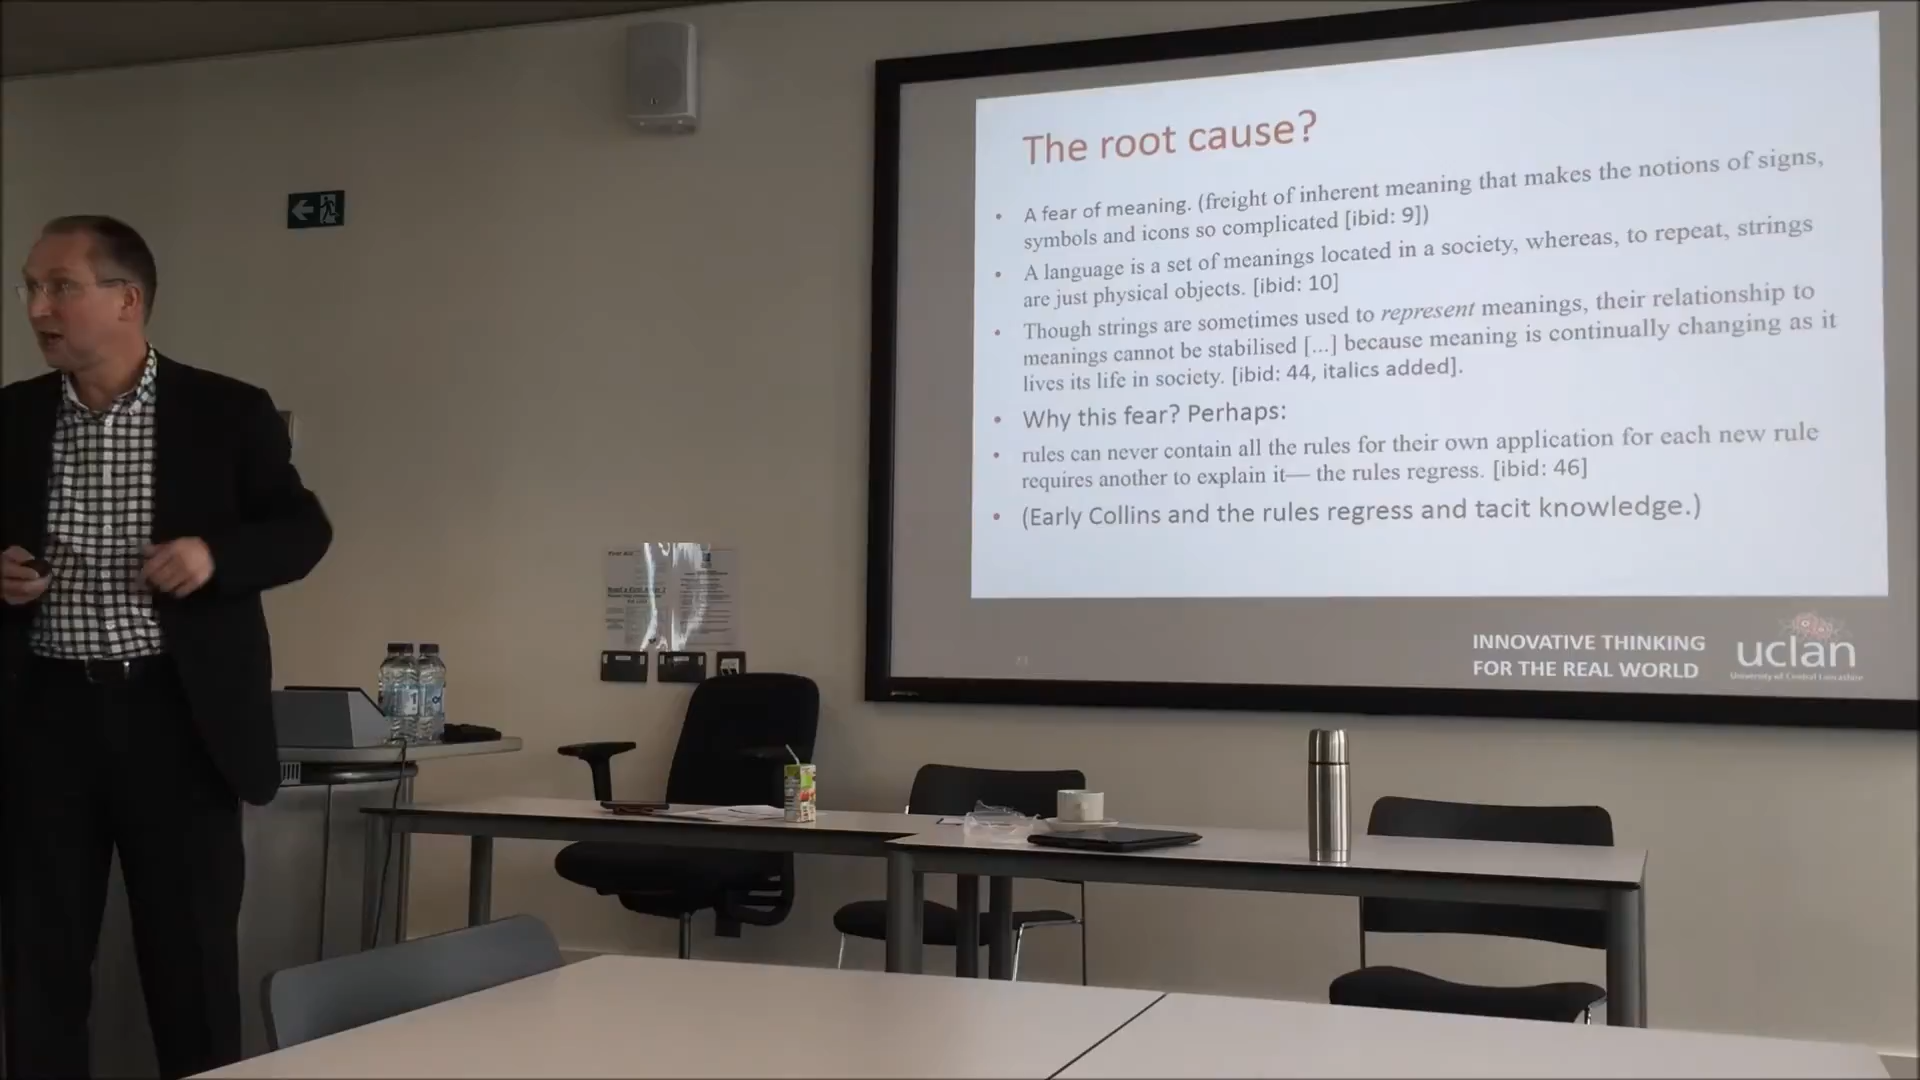 The root cause?
• A fear of meaning. (freight of inherent meaning that makes the notions of signs,
symbols and icons so complicated [ibid: 9])
• A language is a set of meanings located in a society, whereas, to repeat, strings
are just physical objects. [ibid: 10]
• Though strings are sometimes used to represent meanings, their relationship to
meanings cannot be stabilised [...] because meaning is continually changing as it
lives its life in society. [ibid: 44, italics added].
• Why this fear? Perhaps:
• rules can never contain all the rules for their own application for each new rule
requires another to explain it— the rules regress. [ibid: 46]
• (Early Collins and the rules regress and tacit knowledge.)
INNOVATIVE THINKING
FOR THE REAL WORLD
uclan
University of Central Lancashire